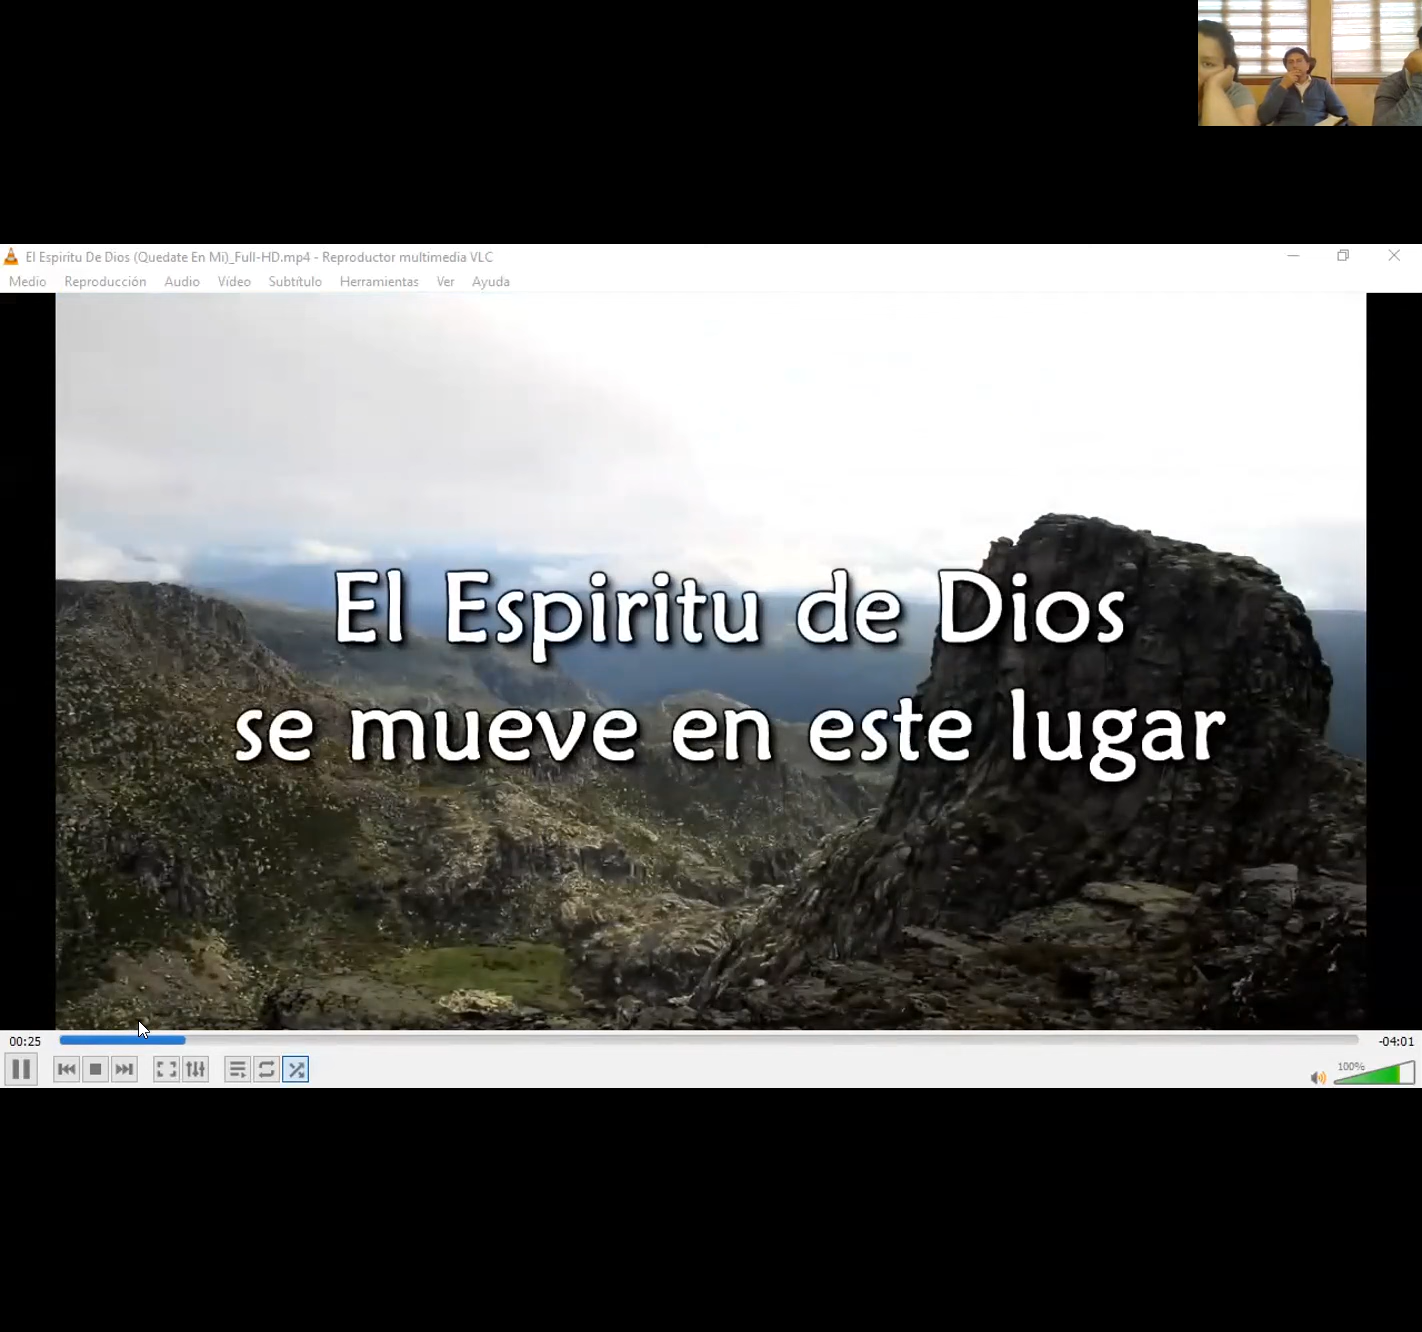 El Espiritu De Dios (Quedate En Mi)_Full-HD.mp4 - Reproductor multimedia VLC
Medio Reproducción Audio Vídeo Subtítulo Herramientas Ver Ayuda
El Espiritu de Dios
se mueve en este lugar
00:25 -04:01
100%